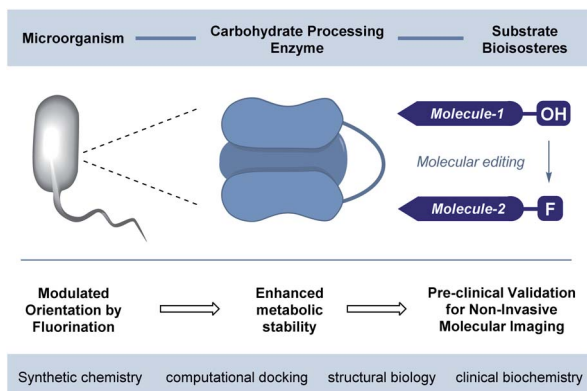 Microorganism
Carbohydrate Processing
Enzyme
Substrate
Bioisosteres
Molecule-1
OH
Molecular editing
Molecule-2
F
Modulated
Orientation by
Fluorination
Enhanced
metabolic
stability
Pre-clinical Validation
for Non-Invasive
Molecular Imaging
Synthetic chemistry computational docking structural biology clinical biochemistry